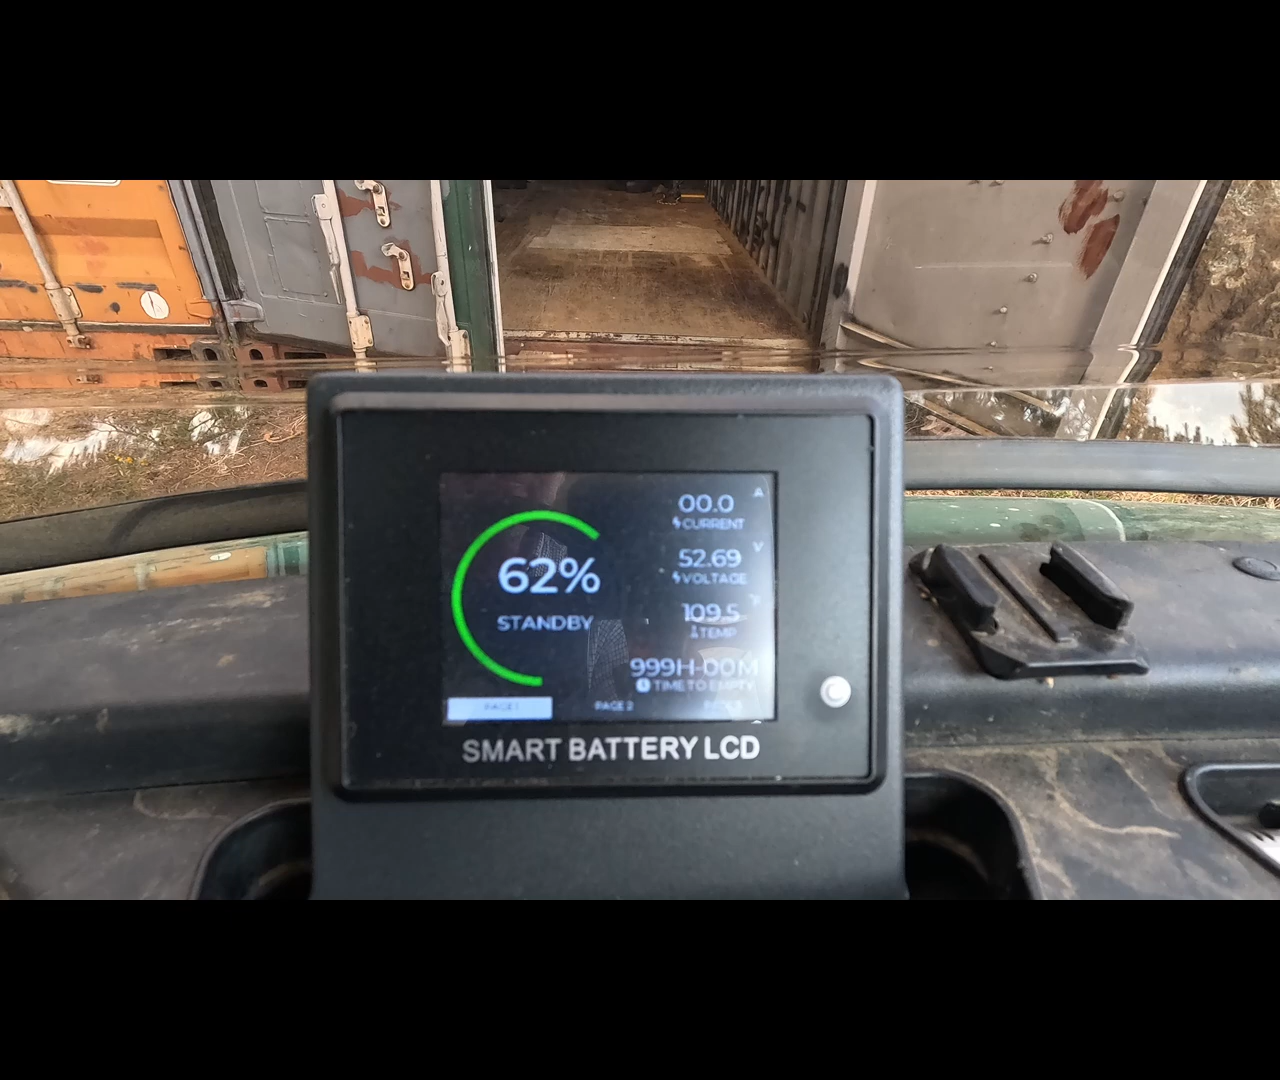 62%
STANDBY
00.0 A
CURRENT
52.69 V
VOLTAGE
109.5 °F
TEMP
999H-00M
TIME TO EMPTY
PAGE 1
PAGE 2
SMART BATTERY LCD